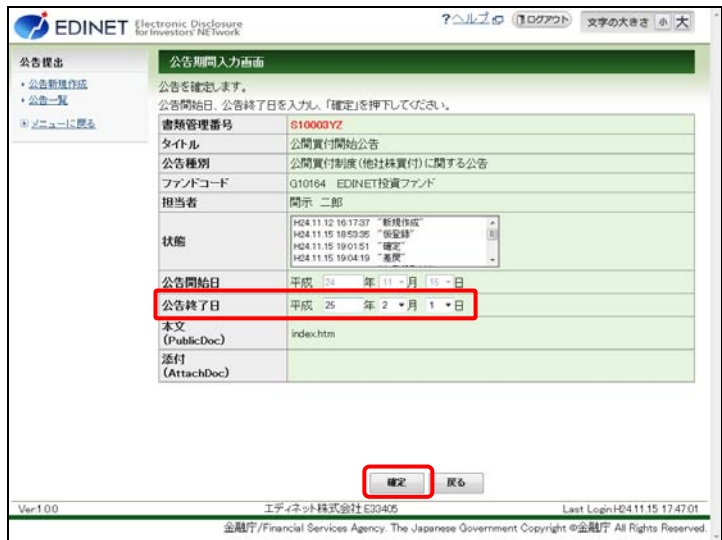 EDINET Electronic Disclosure for Investors' NETwork
?ヘルプ ログアウト 文字の大きさ 小 大
公告提出
公告新規作成
公告一覧
メニューに戻る
公告期間入力画面
公告を確定します。
公告開始日、公告終了日を入力し、「確定」を押下してください。
書類管理番号 S10003YZ
タイトル 公開買付開始公告
公告種別 公開買付制度(他社株買付)に関する公告
ファンドコード G10164 EDINET投資ファンド
担当者 開示 二郎
状態
H24.11.12 16:17:37 "新規作成"
H24.11.15 18:53:35 "仮登録"
H24.11.15 19:01:51 "確定"
H24.11.15 19:04:19 "差戻"
公告開始日 平成 24 年 11 月 15 日
公告終了日 平成 25 年 2 月 1 日
本文
(PublicDoc) index.htm
添付
(AttachDoc)
確定 戻る
Ver1.0.0 エディネット株式会社 E33405 Last Login:H24.11.15 17:47:01
金融庁/Financial Services Agency. The Japanese Government Copyright ©金融庁 All Rights Reserved.